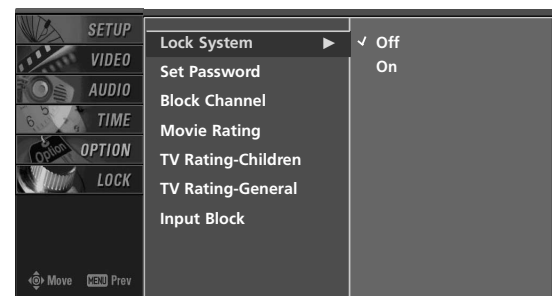 SETUP
VIDEO
AUDIO
TIME
OPTION
LOCK
Move MENU Prev
Lock System ►
Set Password
Block Channel
Movie Rating
TV Rating-Children
TV Rating-General
Input Block
✓ Off
On